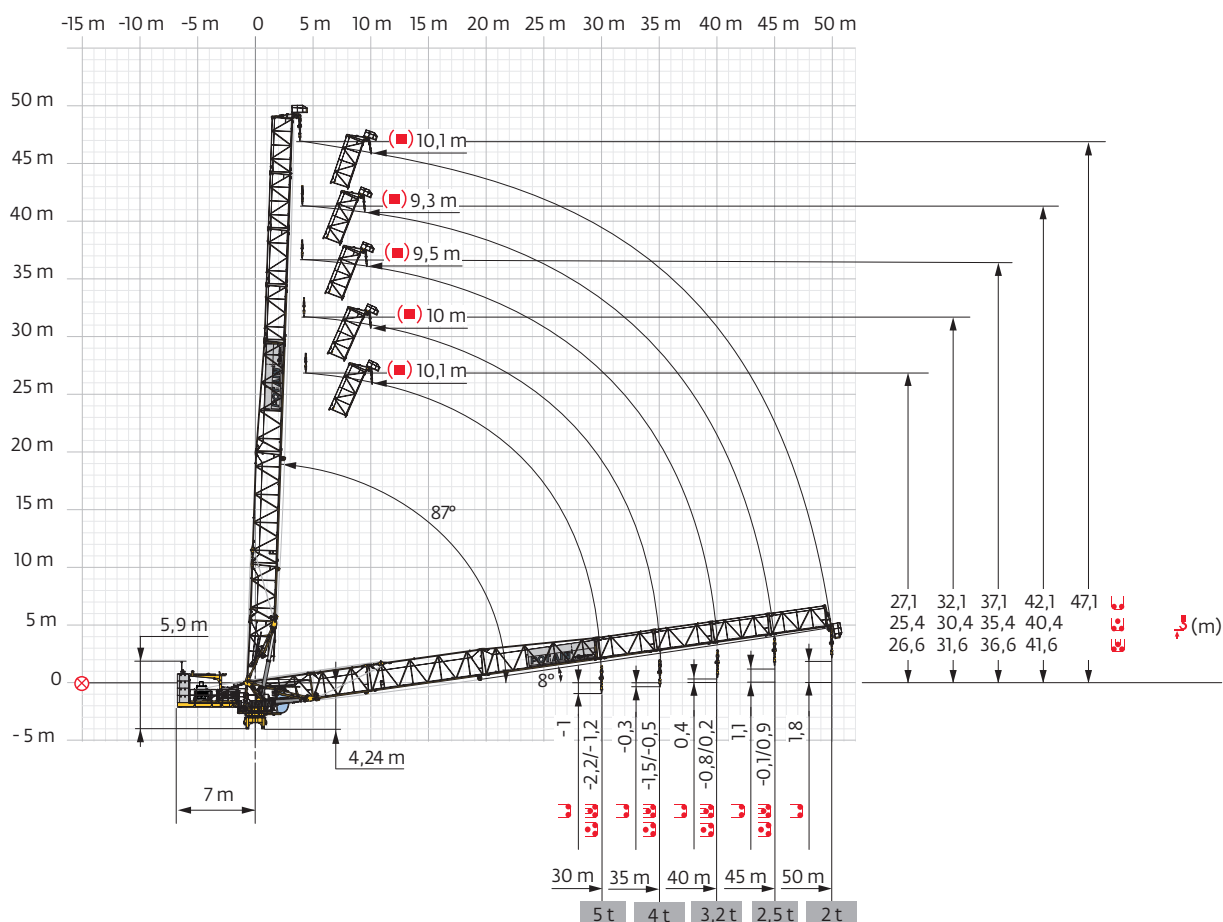 -15 m -10 m -5 m 0 5 m 10 m 15 m 20 m 25 m 30 m 35 m 40 m 45 m 50 m
50 m
10,1 m
45 m
9,3 m
40 m
9,5 m
35 m
10 m
30 m
10,1 m
25 m
20 m
15 m
87°
10 m
27,1 32,1 37,1 42,1 47,1
5 m
25,4 30,4 35,4 40,4
(m)
5,9 m
26,6 31,6 36,6 41,6
0
8°
- 5 m
-1
-2,2/-1,2
-0,3
-1,5/-0,5
0,4
-0,8/0,2
1,1
-0,1/0,9
1,8
4,24 m
7 m
30 m 35 m 40 m 45 m 50 m
5 t 4 t 3,2 t 2,5 t 2 t